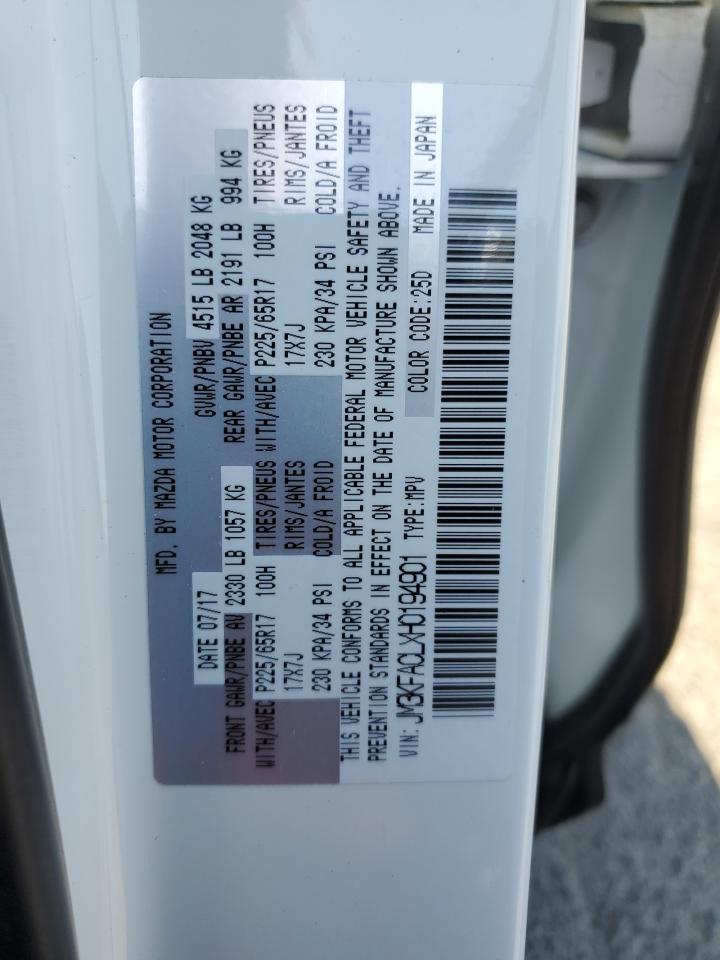 MFD. BY MAZDA MOTOR CORPORATION
DATE 07/17 GVWR/PNBV 4515 LB 2048 KG
FRONT GAWR/PNBE AV 2330 LB 1057 KG REAR GAWR/PNBE AR 2191 LB 994 KG
WITH/AVEC P225/65R17 100H TIRES/PNEUS WITH/AVEC P225/65R17 100H TIRES/PNEUS
17X7J RIMS/JANTES 17X7J RIMS/JANTES
230 KPA/34 PSI COLD/A FROID 230 KPA/34 PSI COLD/A FROID
THIS VEHICLE CONFORMS TO ALL APPLICABLE FEDERAL MOTOR VEHICLE SAFETY AND THEFT
PREVENTION STANDARDS IN EFFECT ON THE DATE OF MANUFACTURE SHOWN ABOVE.
VIN: JM3KFACLXH0194901 TYPE:MPV COLOR CODE:25D MADE IN JAPAN